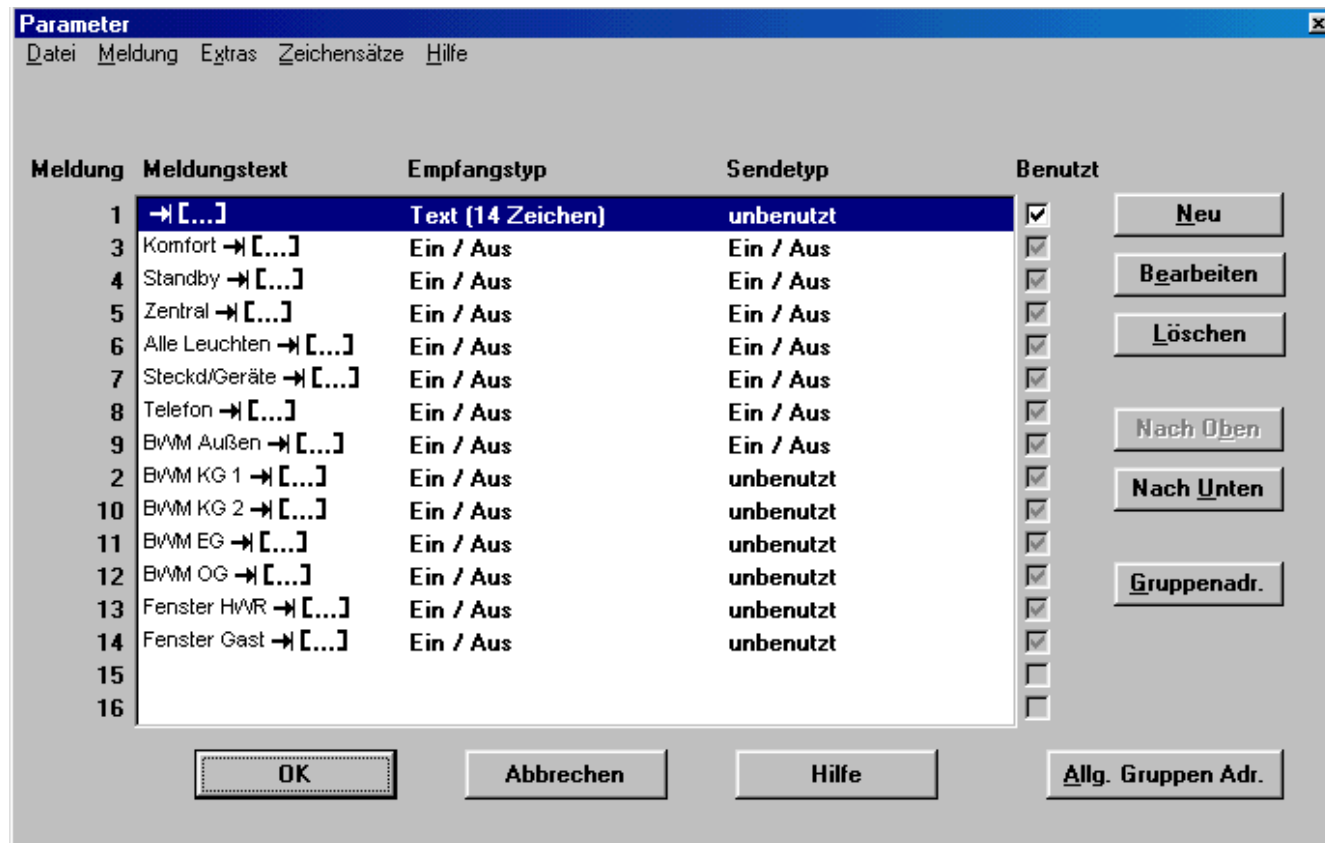 Parameter
Datei Meldung Extras Zeichensätze Hilfe
Meldung Meldungstext Empfangstyp Sendetyp Benutzt
1 →|[...] Text (14 Zeichen) unbenutzt Neu
3 Komfort →|[...] Ein / Aus Ein / Aus
4 Standby →|[...] Ein / Aus Ein / Aus Bearbeiten
5 Zentral →|[...] Ein / Aus Ein / Aus
6 Alle Leuchten →|[...] Ein / Aus Ein / Aus Löschen
7 Steckd/Geräte →|[...] Ein / Aus Ein / Aus
8 Telefon →|[...] Ein / Aus Ein / Aus Nach Oben
9 BWM Außen →|[...] Ein / Aus Ein / Aus
2 BWM KG 1 →|[...] Ein / Aus unbenutzt Nach Unten
10 BWM KG 2 →|[...] Ein / Aus unbenutzt
11 BWM EG →|[...] Ein / Aus unbenutzt
12 BWM OG →|[...] Ein / Aus unbenutzt Gruppenadr.
13 Fenster HWR →|[...] Ein / Aus unbenutzt
14 Fenster Gast →|[...] Ein / Aus unbenutzt
15
16
OK Abbrechen Hilfe Allg. Gruppen Adr.